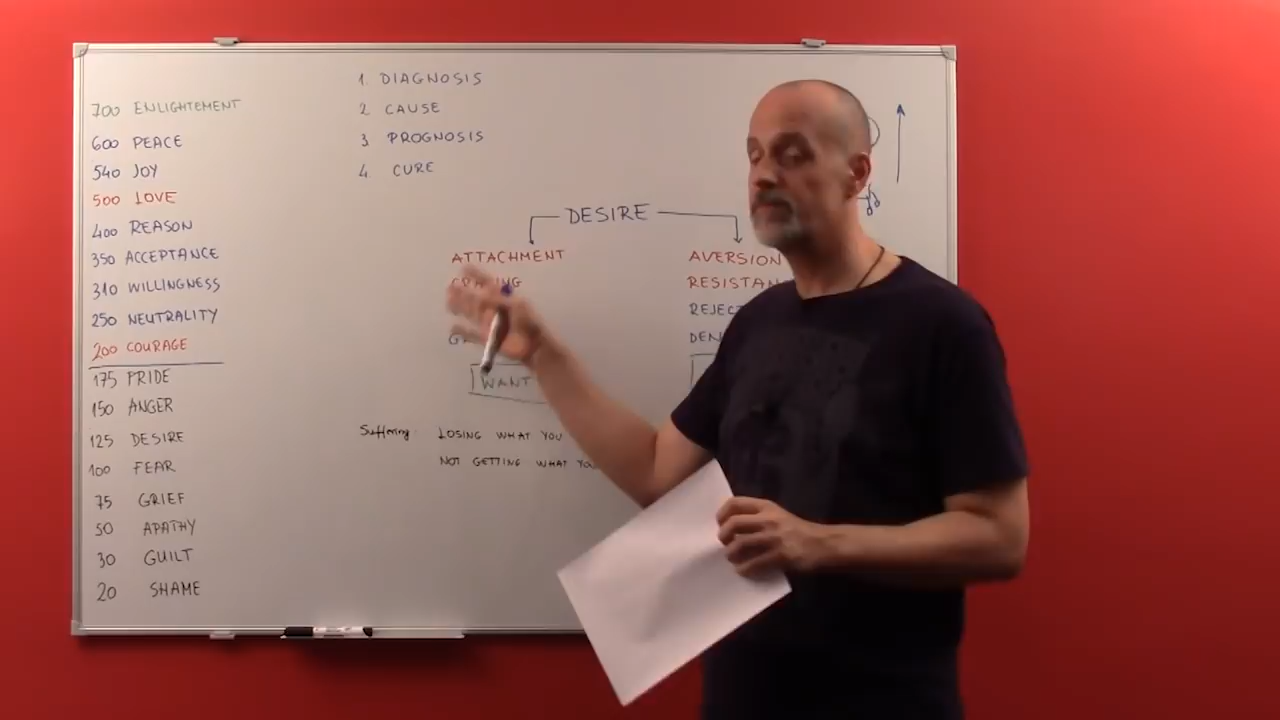 700 ENLIGHTEMENT
600 PEACE
540 JOY
500 LOVE
400 REASON
350 ACCEPTANCE
310 WILLINGNESS
250 NEUTRALITY
200 COURAGE
175 PRIDE
150 ANGER
125 DESIRE
100 FEAR
75 GRIEF
50 APATHY
30 GUILT
20 SHAME
1. DIAGNOSIS
2 CAUSE
3 PROGNOSIS
4. CURE
DESIRE
ATTACHMENT
WANT
AVERSION
Suffering: LOSING WHAT YOU
NOT GETTING WHAT